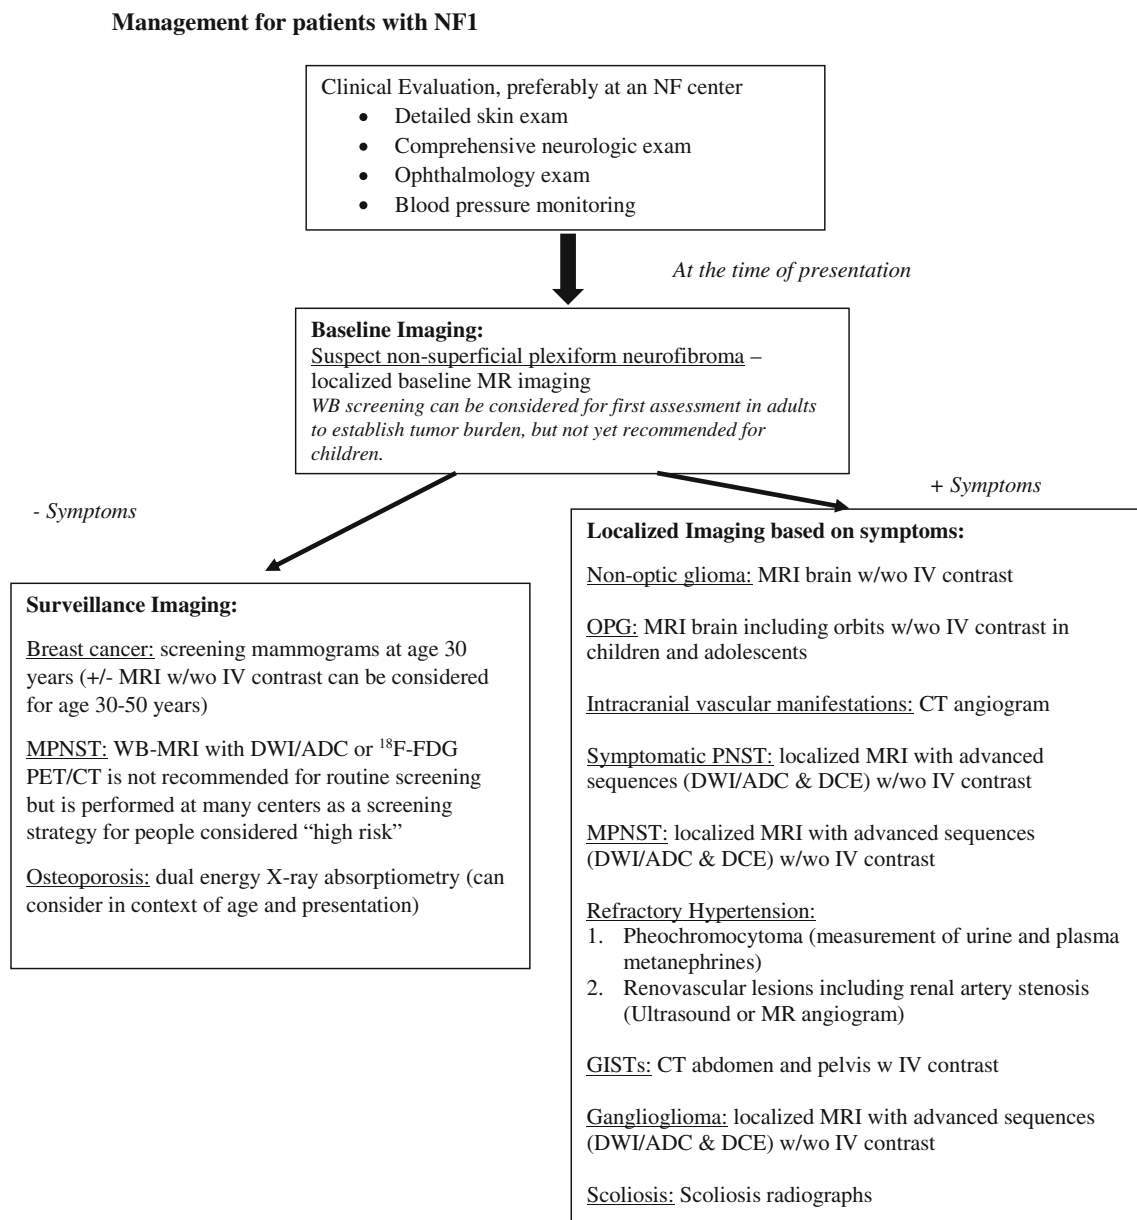 Management for patients with NF1
Clinical Evaluation, preferably at an NF center
• Detailed skin exam
• Comprehensive neurologic exam
• Ophthalmology exam
• Blood pressure monitoring
At the time of presentation
Baseline Imaging:
Suspect non-superficial plexiform neurofibroma –
localized baseline MR imaging
WB screening can be considered for first assessment in adults
to establish tumor burden, but not yet recommended for
children.
- Symptoms
Surveillance Imaging:
Breast cancer: screening mammograms at age 30
years (+/- MRI w/wo IV contrast can be considered
for age 30-50 years)
MPNST: WB-MRI with DWI/ADC or ¹⁸F-FDG
PET/CT is not recommended for routine screening
but is performed at many centers as a screening
strategy for people considered “high risk”
Osteoporosis: dual energy X-ray absorptiometry (can
consider in context of age and presentation)
+ Symptoms
Localized Imaging based on symptoms:
Non-optic glioma: MRI brain w/wo IV contrast
OPG: MRI brain including orbits w/wo IV contrast in
children and adolescents
Intracranial vascular manifestations: CT angiogram
Symptomatic PNST: localized MRI with advanced
sequences (DWI/ADC & DCE) w/wo IV contrast
MPNST: localized MRI with advanced sequences
(DWI/ADC & DCE) w/wo IV contrast
Refractory Hypertension:
1. Pheochromocytoma (measurement of urine and plasma
metanephrines)
2. Renovascular lesions including renal artery stenosis
(Ultrasound or MR angiogram)
GISTs: CT abdomen and pelvis w IV contrast
Ganglioglioma: localized MRI with advanced sequences
(DWI/ADC & DCE) w/wo IV contrast
Scoliosis: Scoliosis radiographs